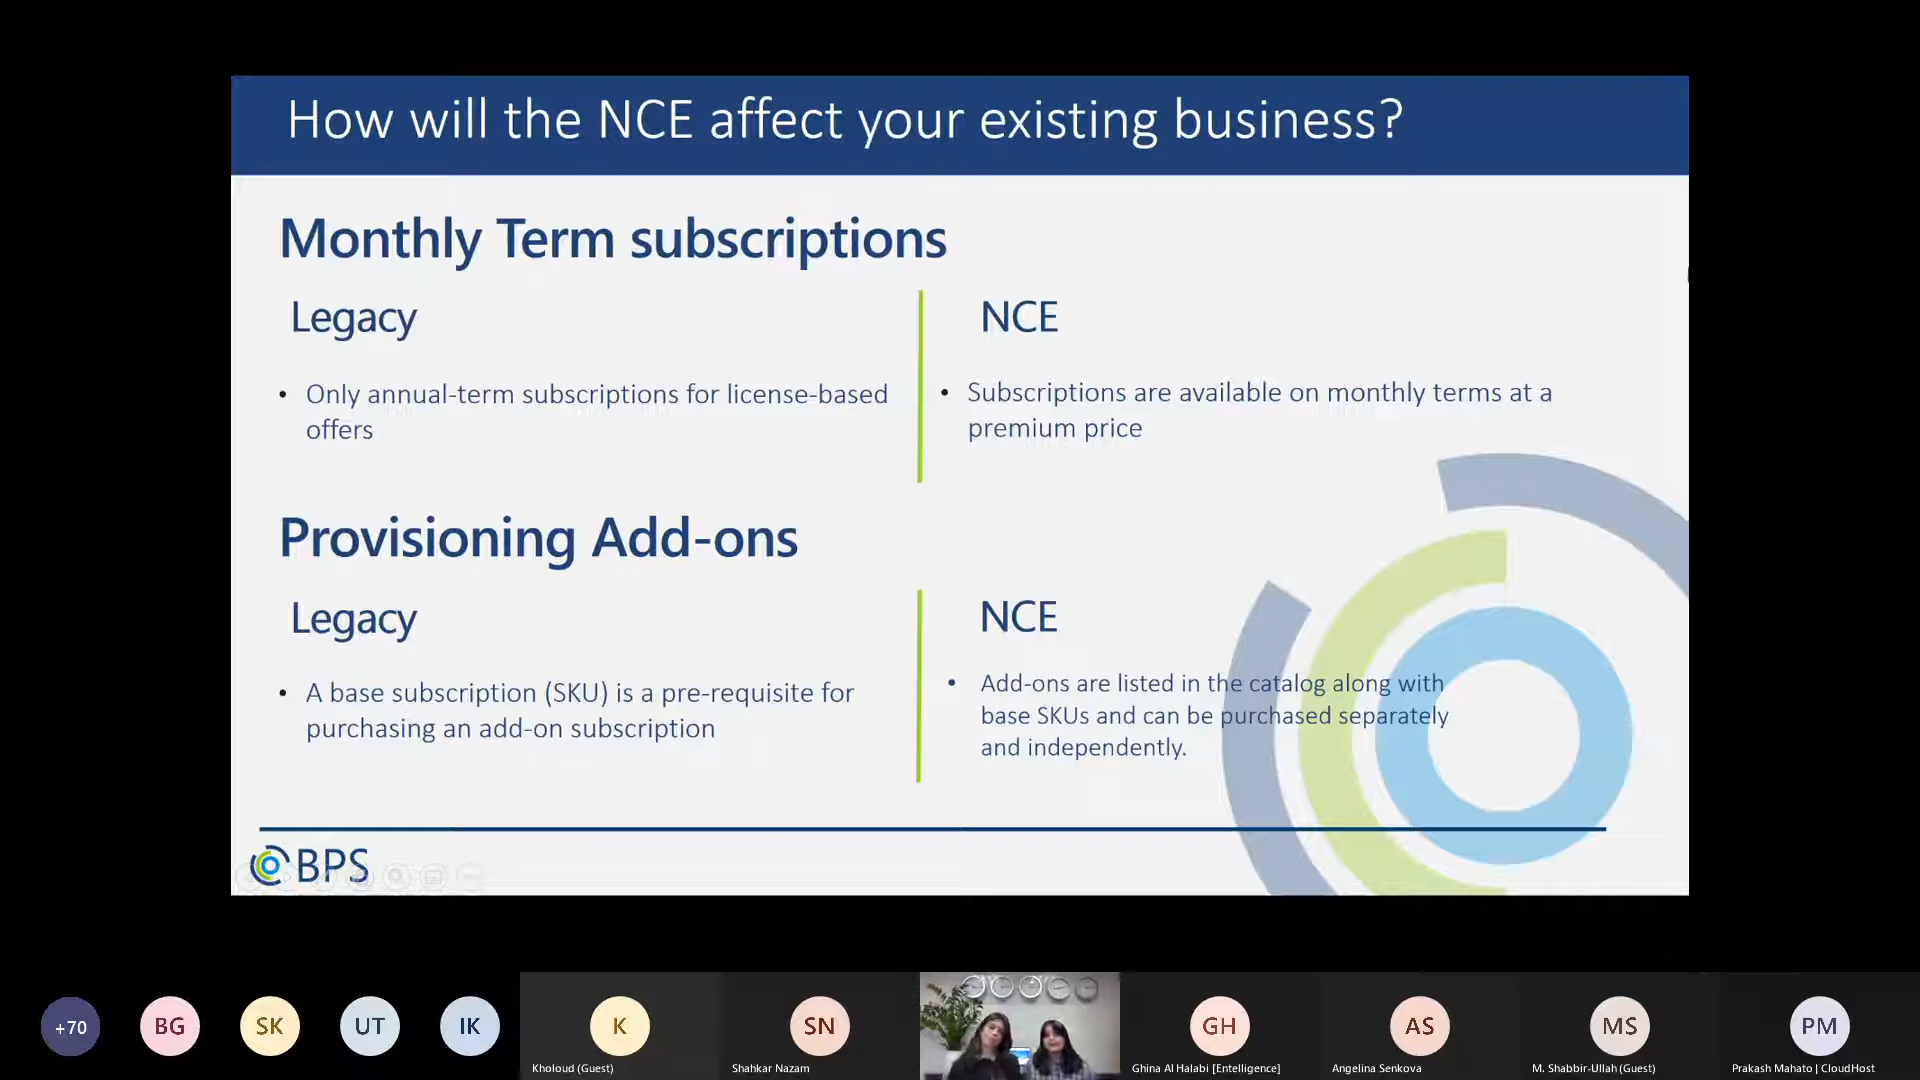 How will the NCE affect your existing business?
Monthly Term subscriptions
Legacy
• Only annual-term subscriptions for license-based
offers
NCE
• Subscriptions are available on monthly terms at a
premium price
Provisioning Add-ons
Legacy
• A base subscription (SKU) is a pre-requisite for
purchasing an add-on subscription
NCE
• Add-ons are listed in the catalog along with
base SKUs and can be purchased separately
and independently.
BPS
+70
BG
SK
UT
IK
K
Kholoud (Guest)
SN
Shahkar Nazam
GH
Ghina Al Halabi [Entelligence]
AS
Angelina Senkova
MS
M. Shabbir-Ullah (Guest)
PM
Prakash Mahato | CloudHost